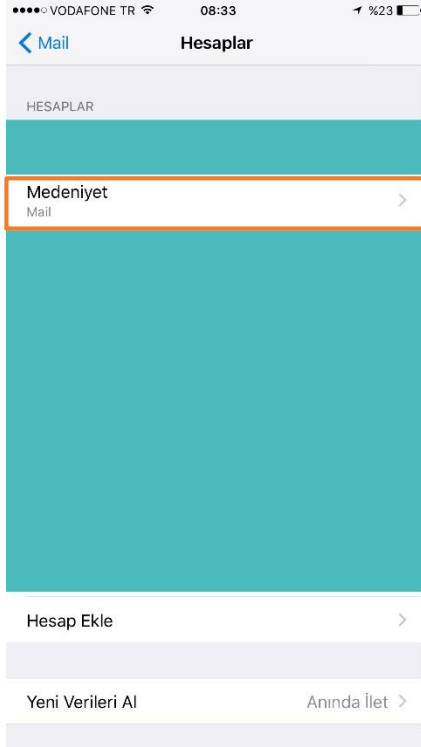 VODAFONE TR 08:33 %23
Mail Hesaplar
HESAPLAR
Medeniyet
Mail
Hesap Ekle
Yeni Verileri Al Anında İlet